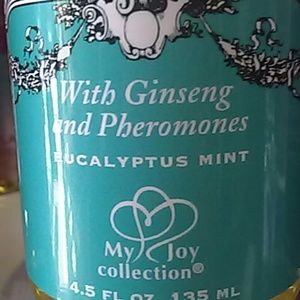 With Ginseng
and Pheromones
EUCALYPTUS MINT
My Joy
collection®
4.5 FL OZ 135 ML